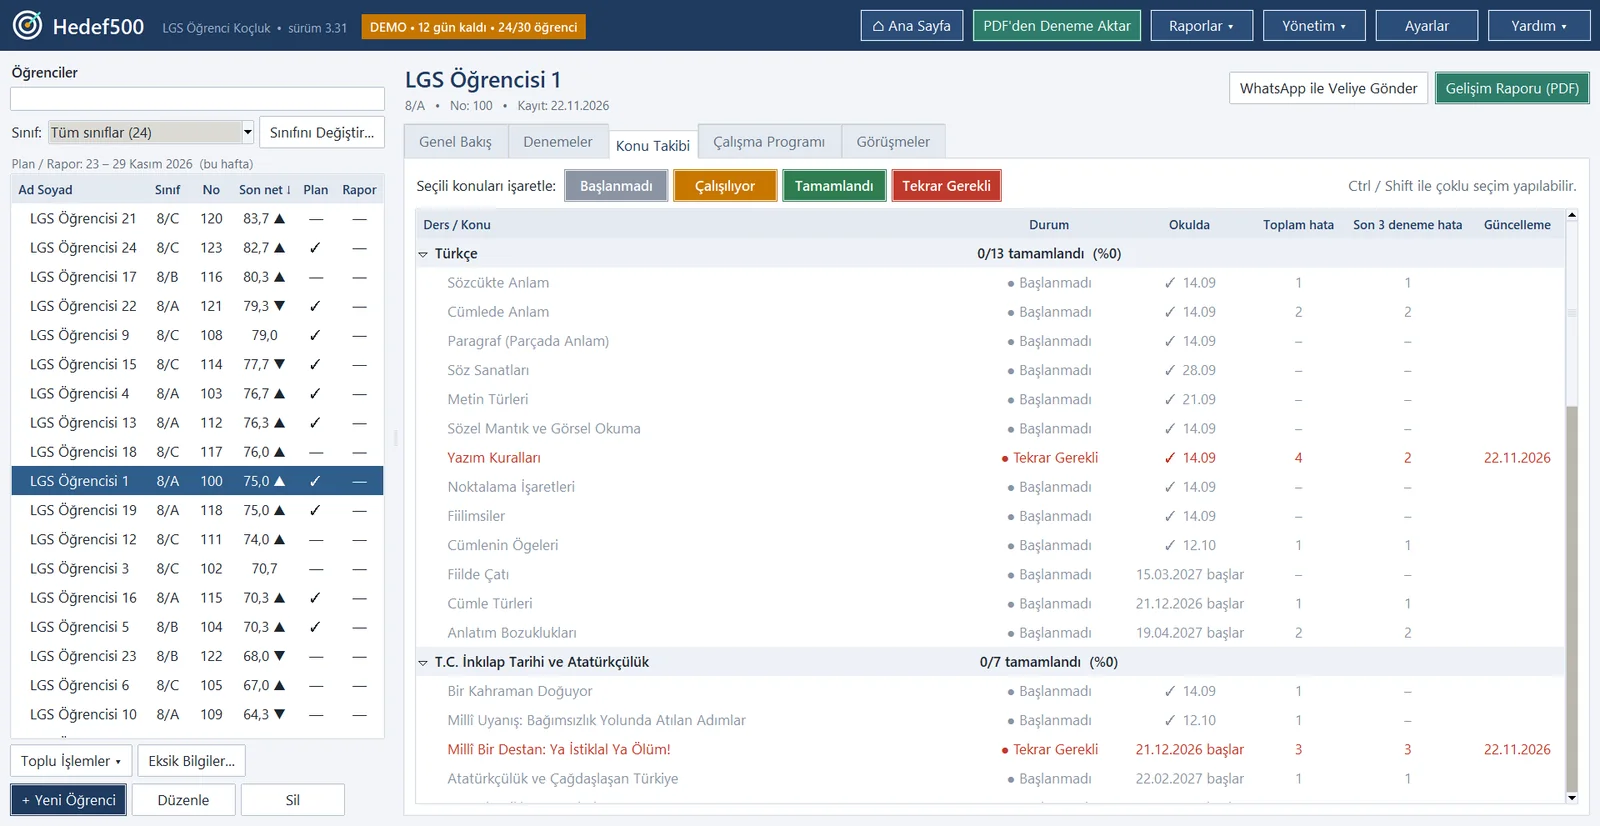 Hedef500 LGS Öğrenci Koçluk • sürüm 3.31 DEMO • 12 gün kaldı • 24/30 öğrenci Ana Sayfa PDF'den Deneme Aktar Raporlar Yönetim Ayarlar Yardım
Öğrenciler
Sınıf: Tüm sınıflar (24) Sınıfını Değiştir...
Plan / Rapor: 23 – 29 Kasım 2026 (bu hafta)
Ad Soyad Sınıf No Son net ↓ Plan Rapor
LGS Öğrencisi 21 8/C 120 83,7 ▲ — —
LGS Öğrencisi 24 8/C 123 82,7 ▲ ✓ —
LGS Öğrencisi 17 8/B 116 80,3 ▲ — —
LGS Öğrencisi 22 8/A 121 79,3 ▼ ✓ —
LGS Öğrencisi 9 8/C 108 79,0 ✓ —
LGS Öğrencisi 15 8/C 114 77,7 ▼ ✓ —
LGS Öğrencisi 4 8/A 103 76,7 ▲ ✓ —
LGS Öğrencisi 13 8/A 112 76,3 ▲ ✓ —
LGS Öğrencisi 18 8/C 117 76,0 ▲ — —
LGS Öğrencisi 1 8/A 100 75,0 ▲ ✓ —
LGS Öğrencisi 19 8/A 118 75,0 ▲ ✓ —
LGS Öğrencisi 12 8/C 111 74,0 ▲ — —
LGS Öğrencisi 3 8/C 102 70,7 — —
LGS Öğrencisi 16 8/A 115 70,3 ▲ ✓ —
LGS Öğrencisi 5 8/B 104 70,3 ▲ ✓ —
LGS Öğrencisi 23 8/B 122 68,0 ▼ — —
LGS Öğrencisi 6 8/C 105 67,0 ▲ — —
LGS Öğrencisi 10 8/A 109 64,3 ▼ — —
Toplu İşlemler Eksik Bilgiler...
+ Yeni Öğrenci Düzenle Sil
LGS Öğrencisi 1
8/A • No: 100 • Kayıt: 22.11.2026
WhatsApp ile Veliye Gönder Gelişim Raporu (PDF)
Genel Bakış Denemeler Konu Takibi Çalışma Programı Görüşmeler
Seçili konuları işaretle: Başlanmadı Çalışılıyor Tamamlandı Tekrar Gerekli Ctrl / Shift ile çoklu seçim yapılabilir.
Ders / Konu Durum Okulda Toplam hata Son 3 deneme hata Güncelleme
Türkçe 0/13 tamamlandı (%0)
Sözcükte Anlam • Başlanmadı ✓ 14.09 1 1
Cümlede Anlam • Başlanmadı ✓ 14.09 2 2
Paragraf (Parçada Anlam) • Başlanmadı ✓ 14.09 – –
Söz Sanatları • Başlanmadı ✓ 28.09 – –
Metin Türleri • Başlanmadı ✓ 21.09 – –
Sözel Mantık ve Görsel Okuma • Başlanmadı ✓ 14.09 – –
Yazım Kuralları • Tekrar Gerekli ✓ 14.09 4 2 22.11.2026
Noktalama İşaretleri • Başlanmadı ✓ 14.09 – –
Fiilimsiler • Başlanmadı ✓ 14.09 – –
Cümlenin Ögeleri • Başlanmadı ✓ 12.10 1 1
Fiilde Çatı • Başlanmadı 15.03.2027 başlar – –
Cümle Türleri • Başlanmadı 21.12.2026 başlar 1 1
Anlatım Bozuklukları • Başlanmadı 19.04.2027 başlar 2 2
T.C. İnkılap Tarihi ve Atatürkçülük 0/7 tamamlandı (%0)
Bir Kahraman Doğuyor • Başlanmadı ✓ 14.09 1 –
Millî Uyanış: Bağımsızlık Yolunda Atılan Adımlar • Başlanmadı ✓ 12.10 1 –
Millî Bir Destan: Ya İstiklal Ya Ölüm! • Tekrar Gerekli 21.12.2026 başlar 3 3 22.11.2026
Atatürkçülük ve Çağdaşlaşan Türkiye • Başlanmadı 22.02.2027 başlar 1 1